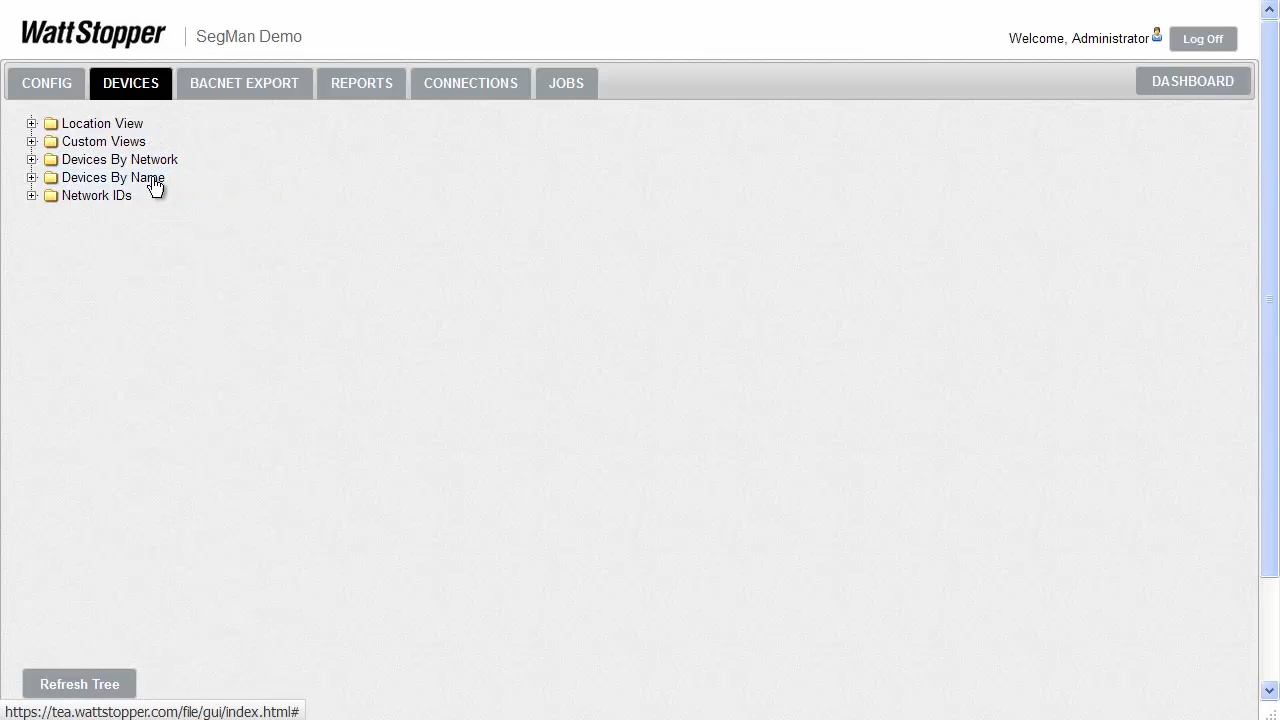 WattStopper
SegMan Demo
Welcome, Administrator
Log Off
CONFIG
DEVICES
BACNET EXPORT
REPORTS
CONNECTIONS
JOBS
DASHBOARD
Location View
Custom Views
Devices By Network
Devices By Name
Network IDs
Refresh Tree
https://tea.wattstopper.com/file/gui/index.html#